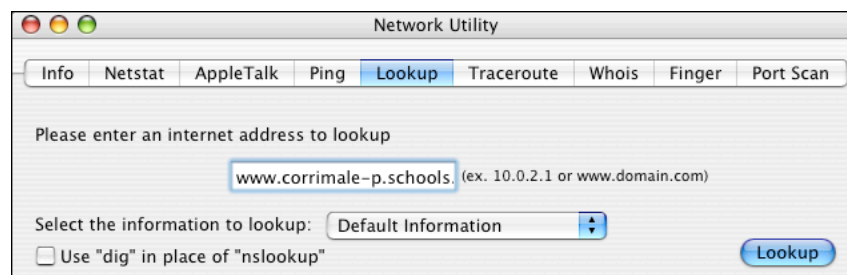 Network Utility
Info Netstat AppleTalk Ping Lookup Traceroute Whois Finger Port Scan
Please enter an internet address to lookup
www.corrimale-p.schools. (ex. 10.0.2.1 or www.domain.com)
Select the information to lookup: Default Information
Use "dig" in place of "nslookup"
Lookup